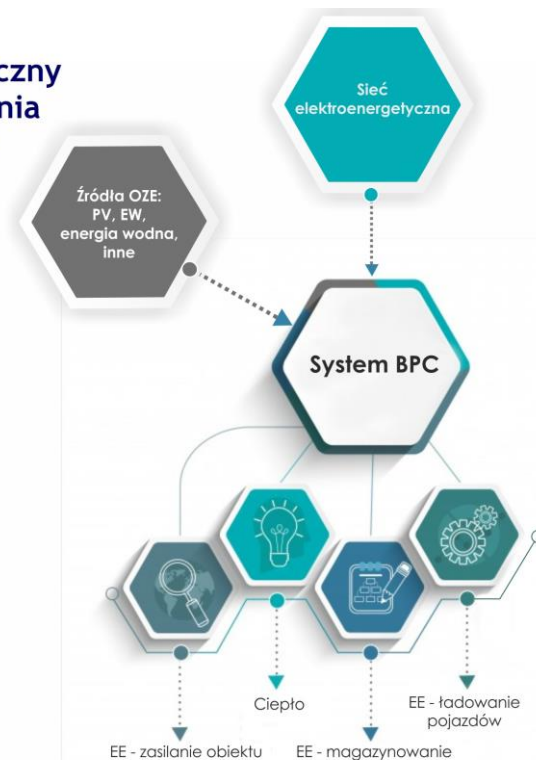 czny
nia
Sieć
elektroenergetyczna
Źródła OZE:
PV, EW,
energia wodna,
inne
System BPC
Ciepło
EE - ładowanie
pojazdów
EE - zasilanie obiektu
EE - magazynowanie